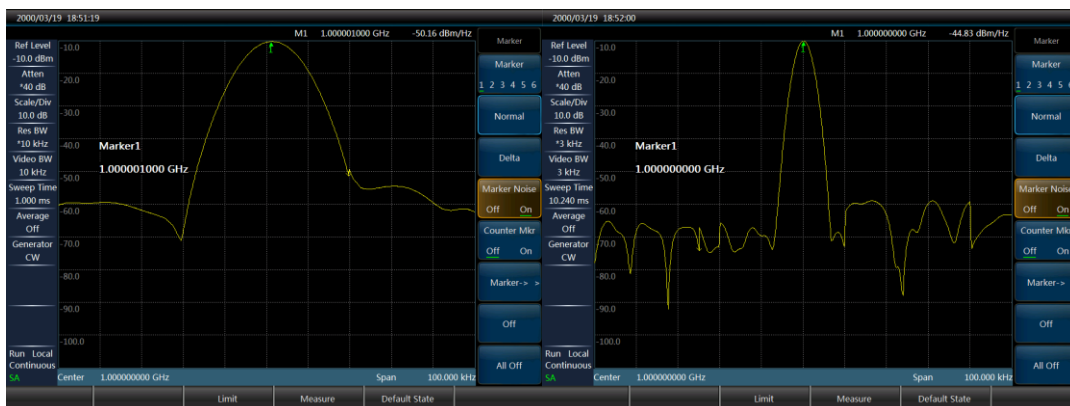 2000/03/19 18:51:19
M1 1.000001000 GHz -50.16 dBm/Hz
Ref Level
-10.0 dBm
Atten
*40 dB
Scale/Div
10.0 dB
Res BW
*10 kHz
Video BW
10 kHz
Sweep Time
1.000 ms
Average
Off
Generator
CW
Run Local
Continuous
SA
-10.0
-20.0
-30.0
-40.0
-50.0
-60.0
-70.0
-80.0
-90.0
-100.0
Marker1
1.000001000 GHz
1
Center 1.000000000 GHz Span 100.000 kHz
Marker
Marker
1 2 3 4 5 6
Normal
Delta
Marker Noise
Off On
Counter Mkr
Off On
Marker-> >
Off
All Off
Limit Measure Default State
2000/03/19 18:52:00
M1 1.000000000 GHz -44.83 dBm/Hz
Ref Level
-10.0 dBm
Atten
*40 dB
Scale/Div
10.0 dB
Res BW
*3 kHz
Video BW
3 kHz
Sweep Time
10.240 ms
Average
Off
Generator
CW
Run Local
Continuous
SA
-10.0
-20.0
-30.0
-40.0
-50.0
-60.0
-70.0
-80.0
-90.0
-100.0
Marker1
1.000000000 GHz
Center 1.000000000 GHz Span 100.000 kHz
Marker
Marker
1 2 3 4 5
Normal
Delta
Marker Noise
Off On
Counter Mkr
Off On
Marker-> >
Off
All Off
Limit Measure Default State